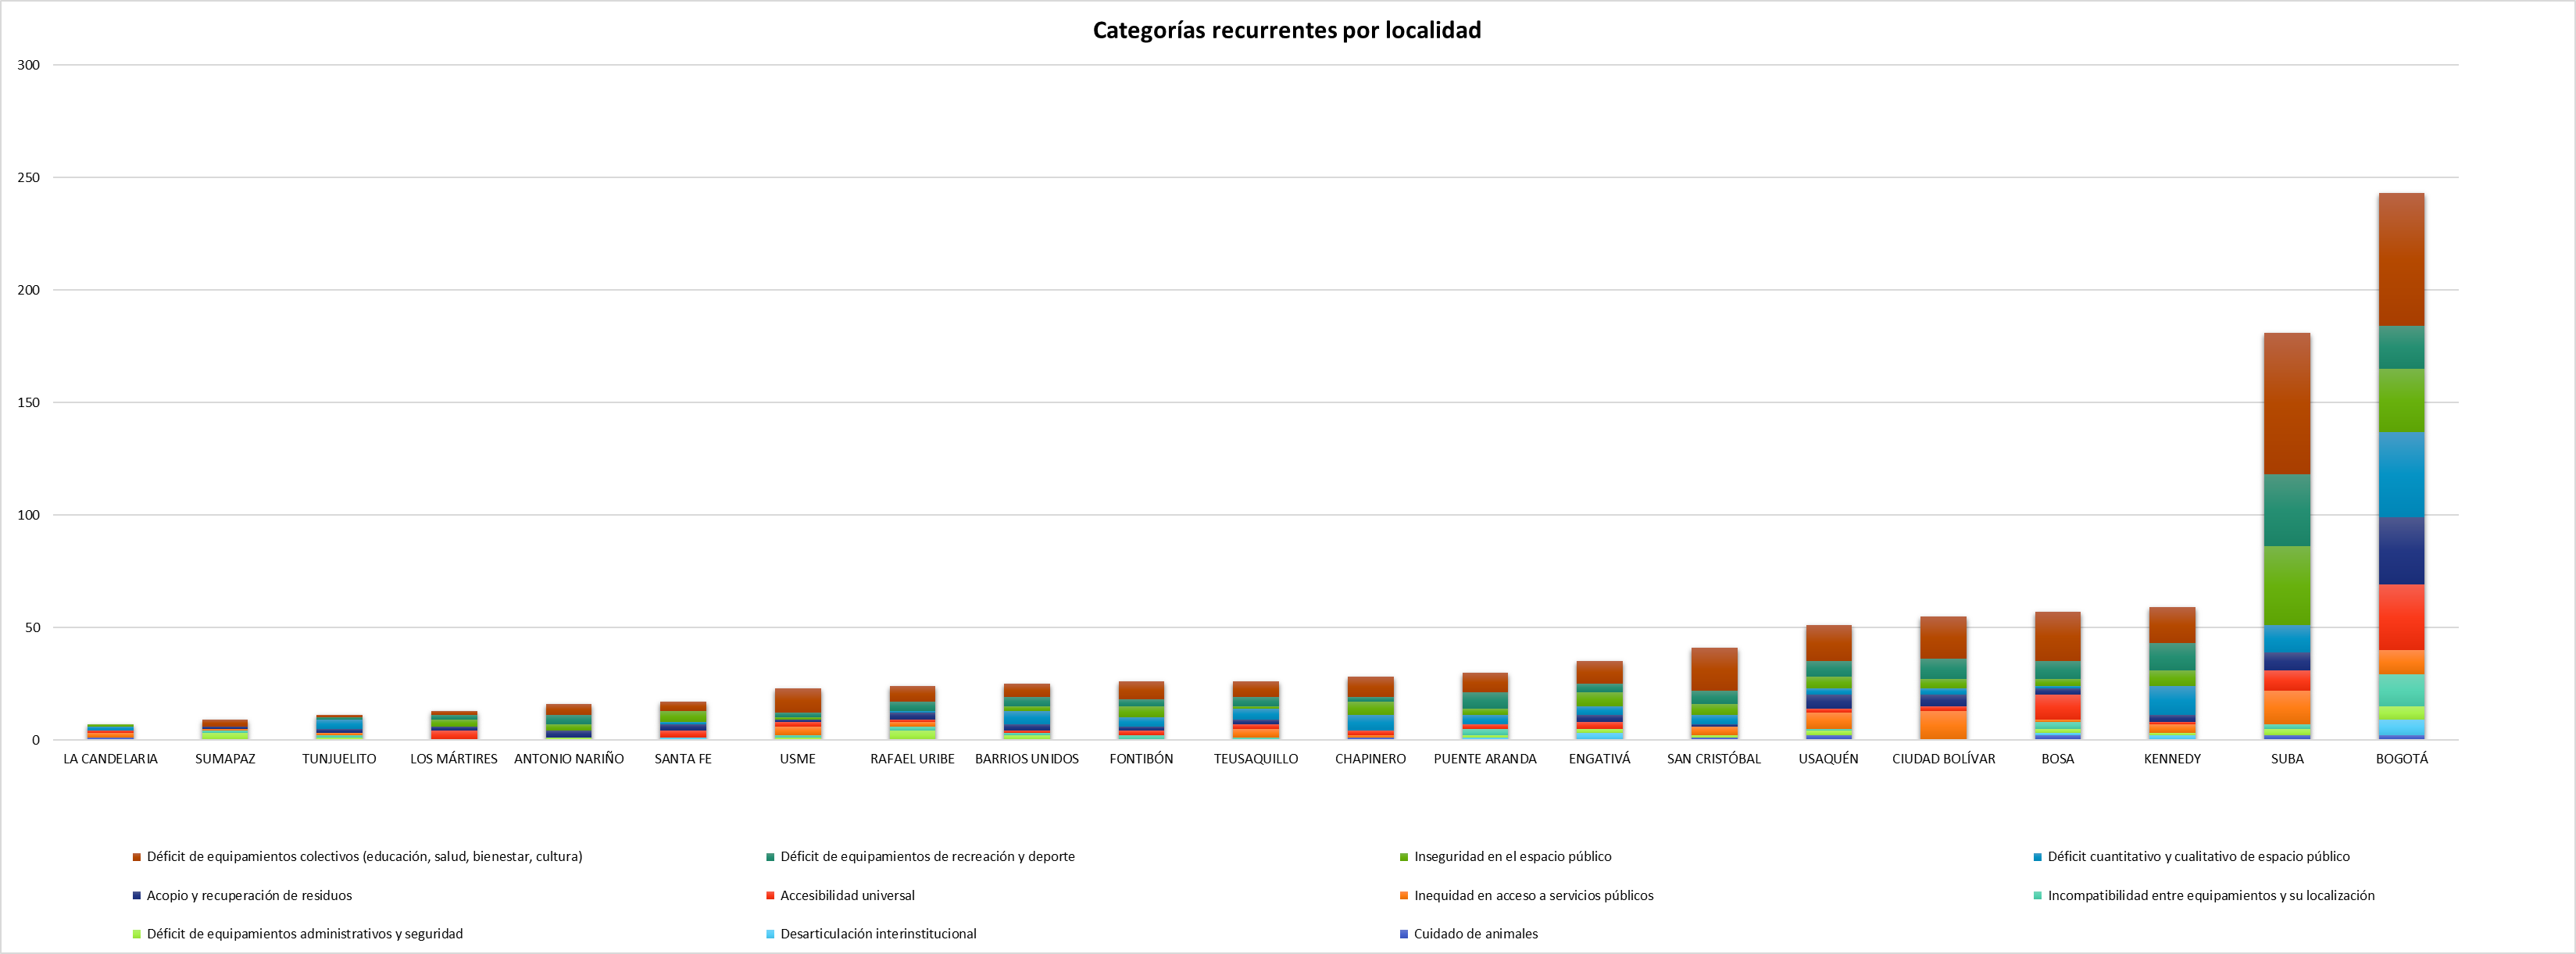 Categorías recurrentes por localidad
300
250
200
150
100
50
0
LA CANDELARIA SUMAPAZ TUNJUELITO LOS MÁRTIRES ANTONIO NARIÑO SANTA FE USME RAFAEL URIBE BARRIOS UNIDOS FONTIBÓN TEUSAQUILLO CHAPINERO PUENTE ARANDA ENGATIVÁ SAN CRISTÓBAL USAQUÉN CIUDAD BOLÍVAR BOSA KENNEDY SUBA BOGOTÁ
Déficit de equipamientos colectivos (educación, salud, bienestar, cultura) Déficit de equipamientos de recreación y deporte Inseguridad en el espacio público Déficit cuantitativo y cualitativo de espacio público
Acopio y recuperación de residuos Accesibilidad universal Inequidad en acceso a servicios públicos Incompatibilidad entre equipamientos y su localización
Déficit de equipamientos administrativos y seguridad Desarticulación interinstitucional Cuidado de animales